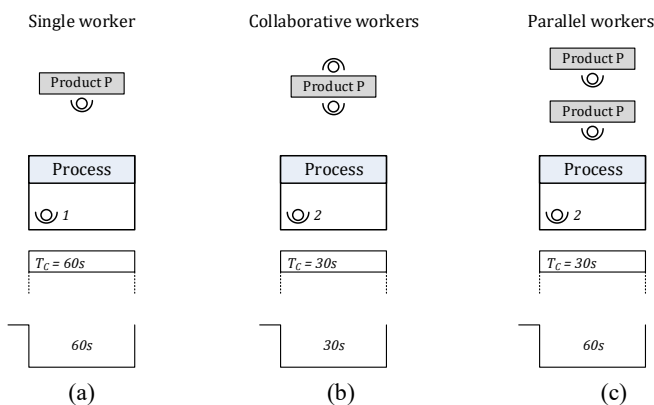 Single worker
Collaborative workers
Parallel workers
Product P
Product P
Product P
Product P
Process
Process
Process
1
2
2
T_C = 60s
T_C = 30s
T_C = 30s
60s
30s
60s
(a)
(b)
(c)